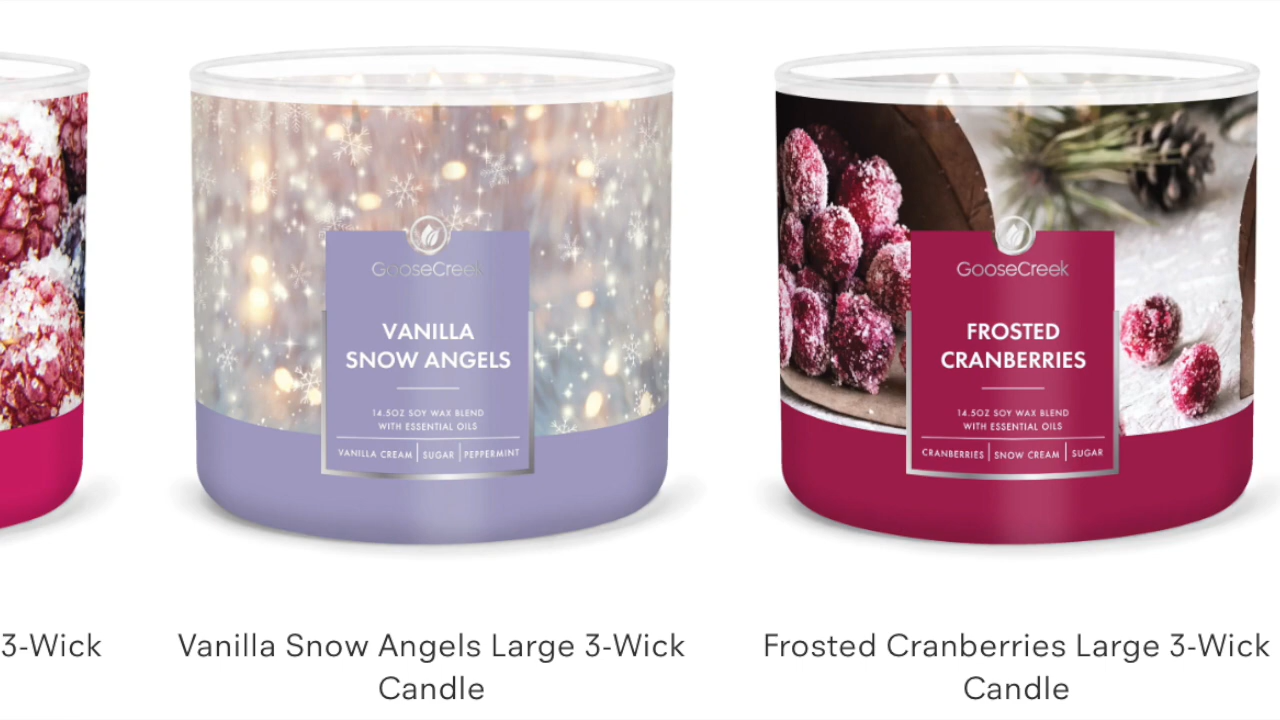 GooseCreek
VANILLA
SNOW ANGELS
14.5OZ SOY WAX BLEND
WITH ESSENTIAL OILS
VANILLA CREAM | SUGAR | PEPPERMINT
GooseCreek
FROSTED
CRANBERRIES
14.5OZ SOY WAX BLEND
WITH ESSENTIAL OILS
CRANBERRIES | SNOW CREAM | SUGAR
3-Wick
Vanilla Snow Angels Large 3-Wick
Candle
Frosted Cranberries Large 3-Wick
Candle